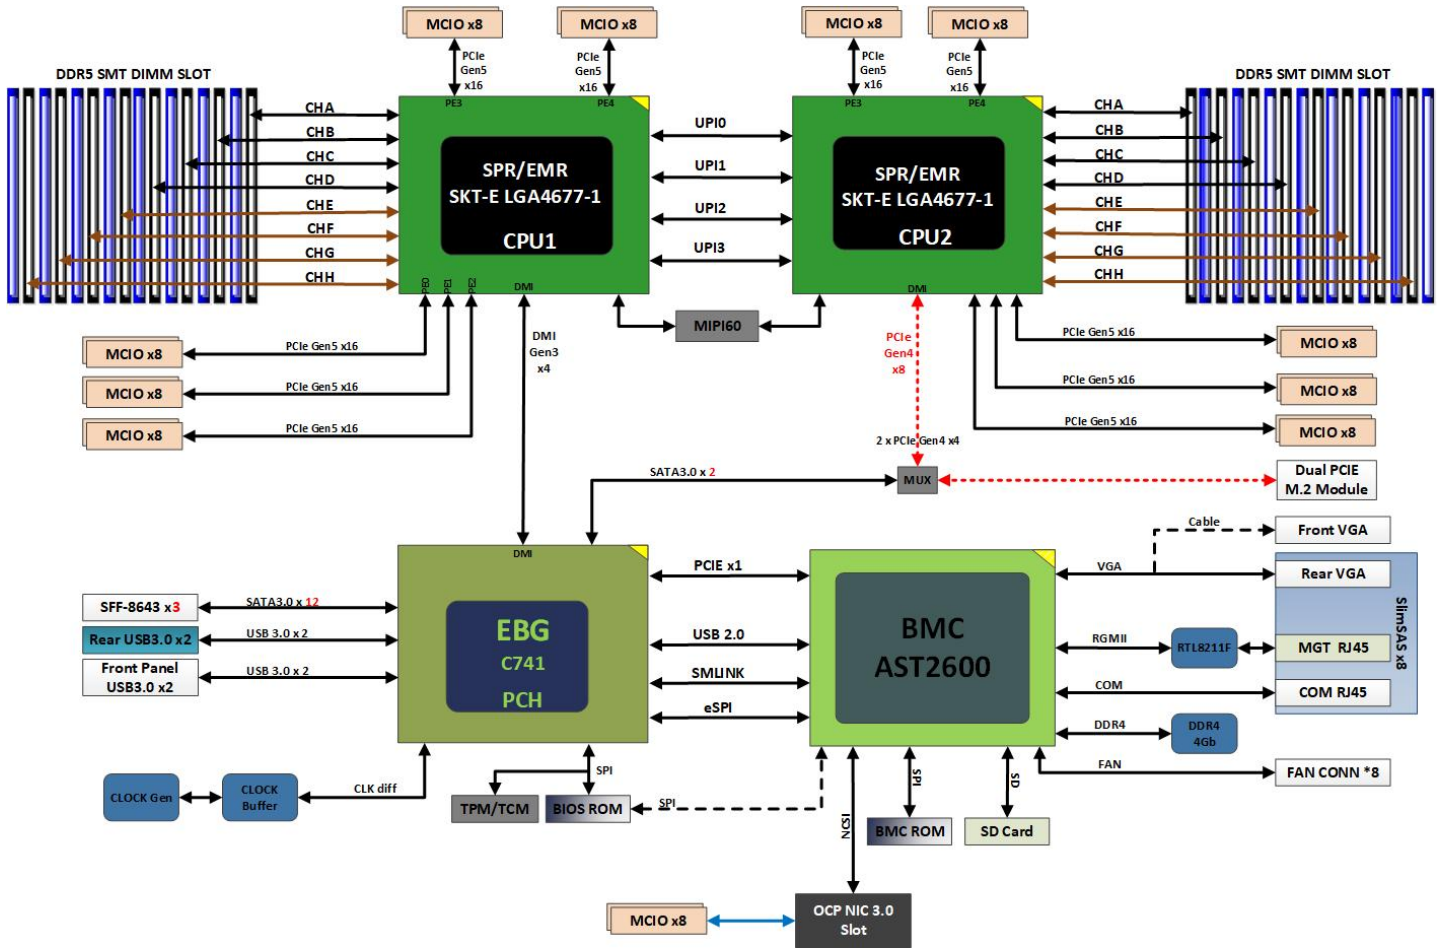 MCIO x8
MCIO x8
MCIO x8
MCIO x8
PCIe
Gen5
x16
PCIe
Gen5
x16
PCIe
Gen5
x16
PCIe
Gen5
x16
DDR5 SMT DIMM SLOT
DDR5 SMT DIMM SLOT
PE3
PE4
PE3
PE4
CHA
CHB
CHC
CHD
CHE
CHF
CHG
CHH
SPR/EMR
SKT-E LGA4677-1
CPU1
UPI0
UPI1
UPI2
UPI3
SPR/EMR
SKT-E LGA4677-1
CPU2
CHA
CHB
CHC
CHD
CHE
CHF
CHG
CHH
PE0
PE1
PE2
DMI
DMI
MIPI60
DMI
Gen3
x4
PCIe
Gen4
x8
MCIO x8
PCIe Gen5 x16
MCIO x8
PCIe Gen5 x16
MCIO x8
PCIe Gen5 x16
PCIe Gen5 x16
MCIO x8
PCIe Gen5 x16
MCIO x8
PCIe Gen5 x16
MCIO x8
2 x PCIe Gen4 x4
SATA3.0 x 2
MUX
Dual PCIE
M.2 Module
Cable
Front VGA
DMI
EBG
C741
PCH
PCIE x1
USB 2.0
SMLINK
eSPI
BMC
AST2600
VGA
Rear VGA
RGMII
RTL8211F
MGT RJ45
COM
COM RJ45
SlimSAS x8
DDR4
DDR4
4Gb
FAN
FAN CONN *8
SFF-8643 x3
SATA3.0 x 12
Rear USB3.0 x2
USB 3.0 x 2
Front Panel
USB3.0 x2
USB 3.0 x 2
CLOCK Gen
CLOCK
Buffer
CLK diff
SPI
TPM/TCM
BIOS ROM
SPI
NCSI
SPI
BMC ROM
SD
SD Card
MCIO x8
OCP NIC 3.0
Slot